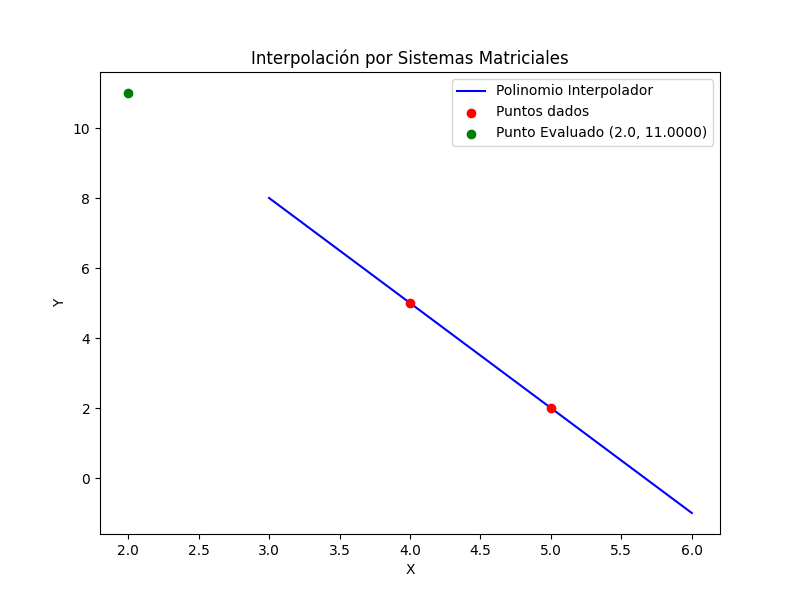 Interpolación por Sistemas Matriciales
Polinomio Interpolador
Puntos dados
Punto Evaluado (2.0, 11.0000)
10
8
6
4
2
0
Y
2.0 2.5 3.0 3.5 4.0 4.5 5.0 5.5 6.0
X